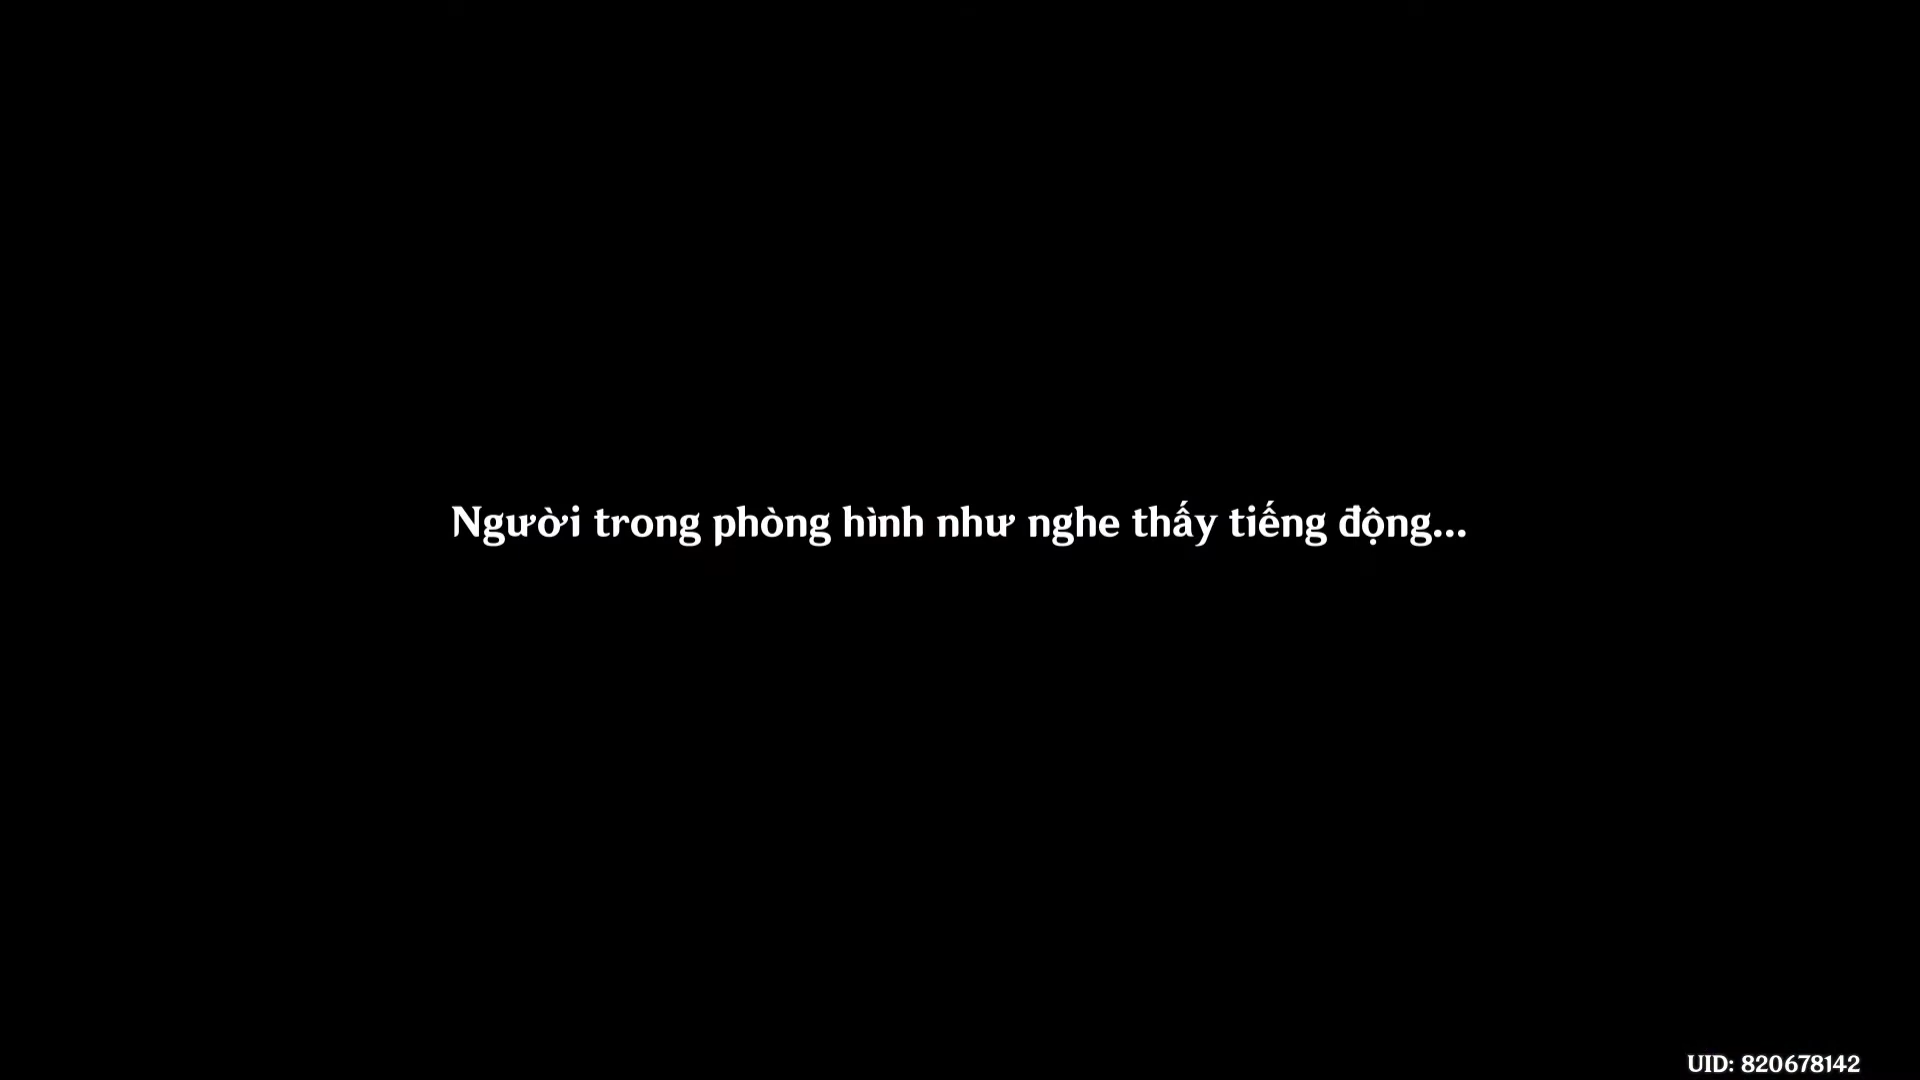 Người trong phòng hình như nghe thấy tiếng động...
UID: 820678142